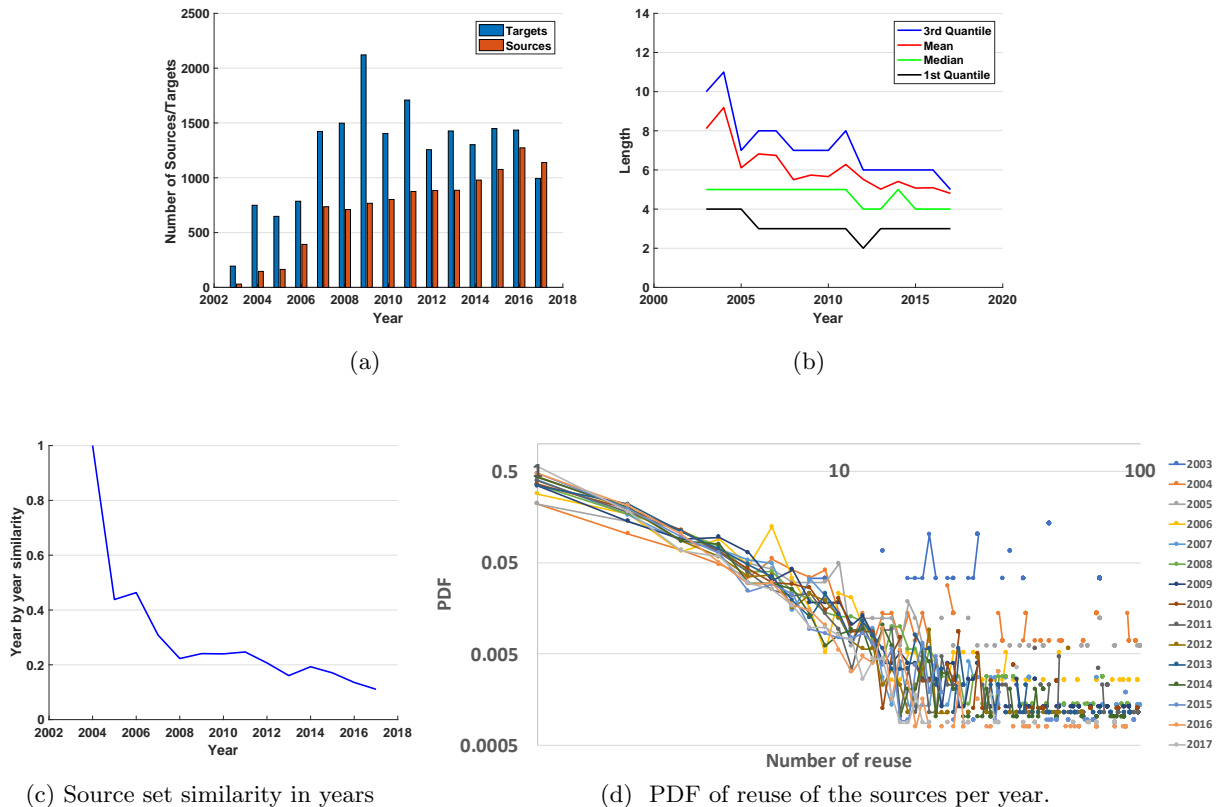 2500
2000
1500
1000
500
0
Number of Sources/Targets
2002 2004 2006 2008 2010 2012 2014 2016 2018
Year
Targets
Sources
(a)
14
12
10
8
6
4
2
0
Length
2000 2005 2010 2015 2020
Year
3rd Quantile
Mean
Median
1st Quantile
(b)
1
0.8
0.6
0.4
0.2
0
Year by year similarity
2002 2004 2006 2008 2010 2012 2014 2016 2018
Year
(c) Source set similarity in years
0.5
0.05
0.005
0.0005
PDF
1 10 100
Number of reuse
2003
2004
2005
2006
2007
2008
2009
2010
2011
2012
2013
2014
2015
2016
2017
(d) PDF of reuse of the sources per year.